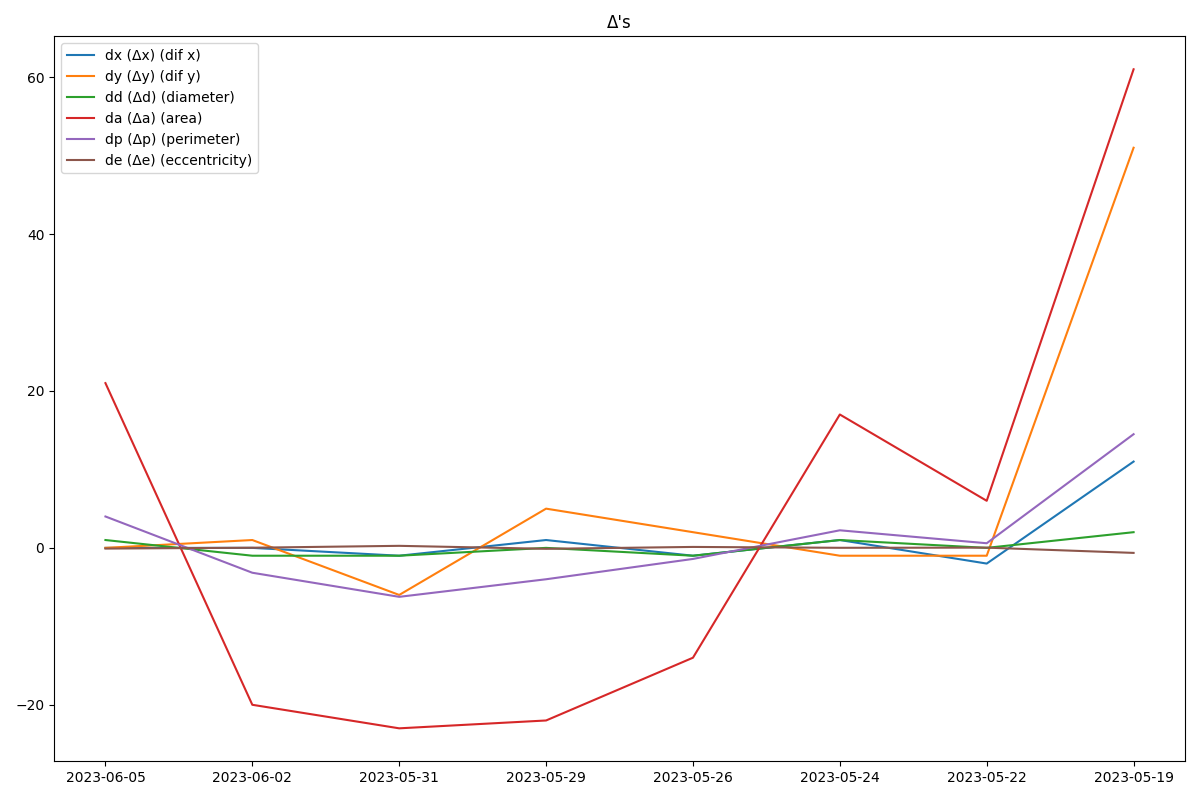 Δ's
dx (Δx) (dif x)
dy (Δy) (dif y)
dd (Δd) (diameter)
da (Δa) (area)
dp (Δp) (perimeter)
de (Δe) (eccentricity)
60
40
20
0
−20
2023-06-05 2023-06-02 2023-05-31 2023-05-29 2023-05-26 2023-05-24 2023-05-22 2023-05-19